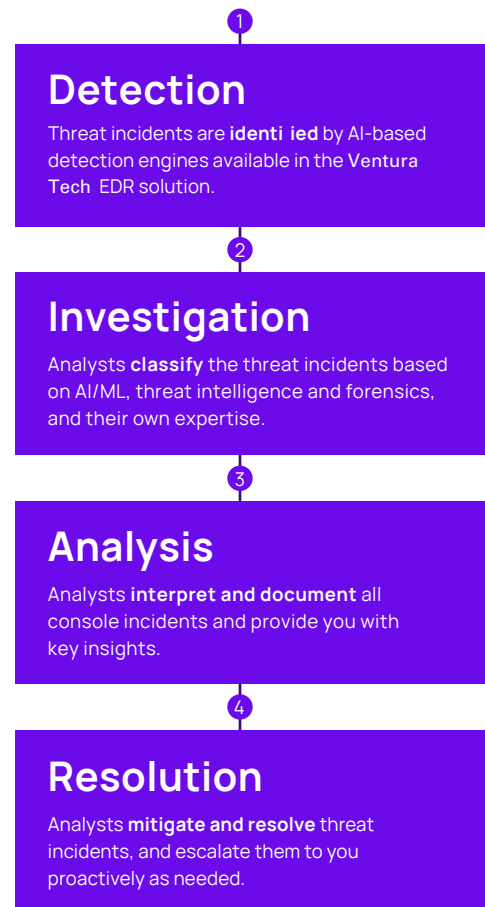 1
Detection
Threat incidents are identi ied by AI-based
detection engines available in the Ventura
Tech EDR solution.
2
Investigation
Analysts classify the threat incidents based
on AI/ML, threat intelligence and forensics,
and their own expertise.
3
Analysis
Analysts interpret and document all
console incidents and provide you with
key insights.
4
Resolution
Analysts mitigate and resolve threat
incidents, and escalate them to you
proactively as needed.